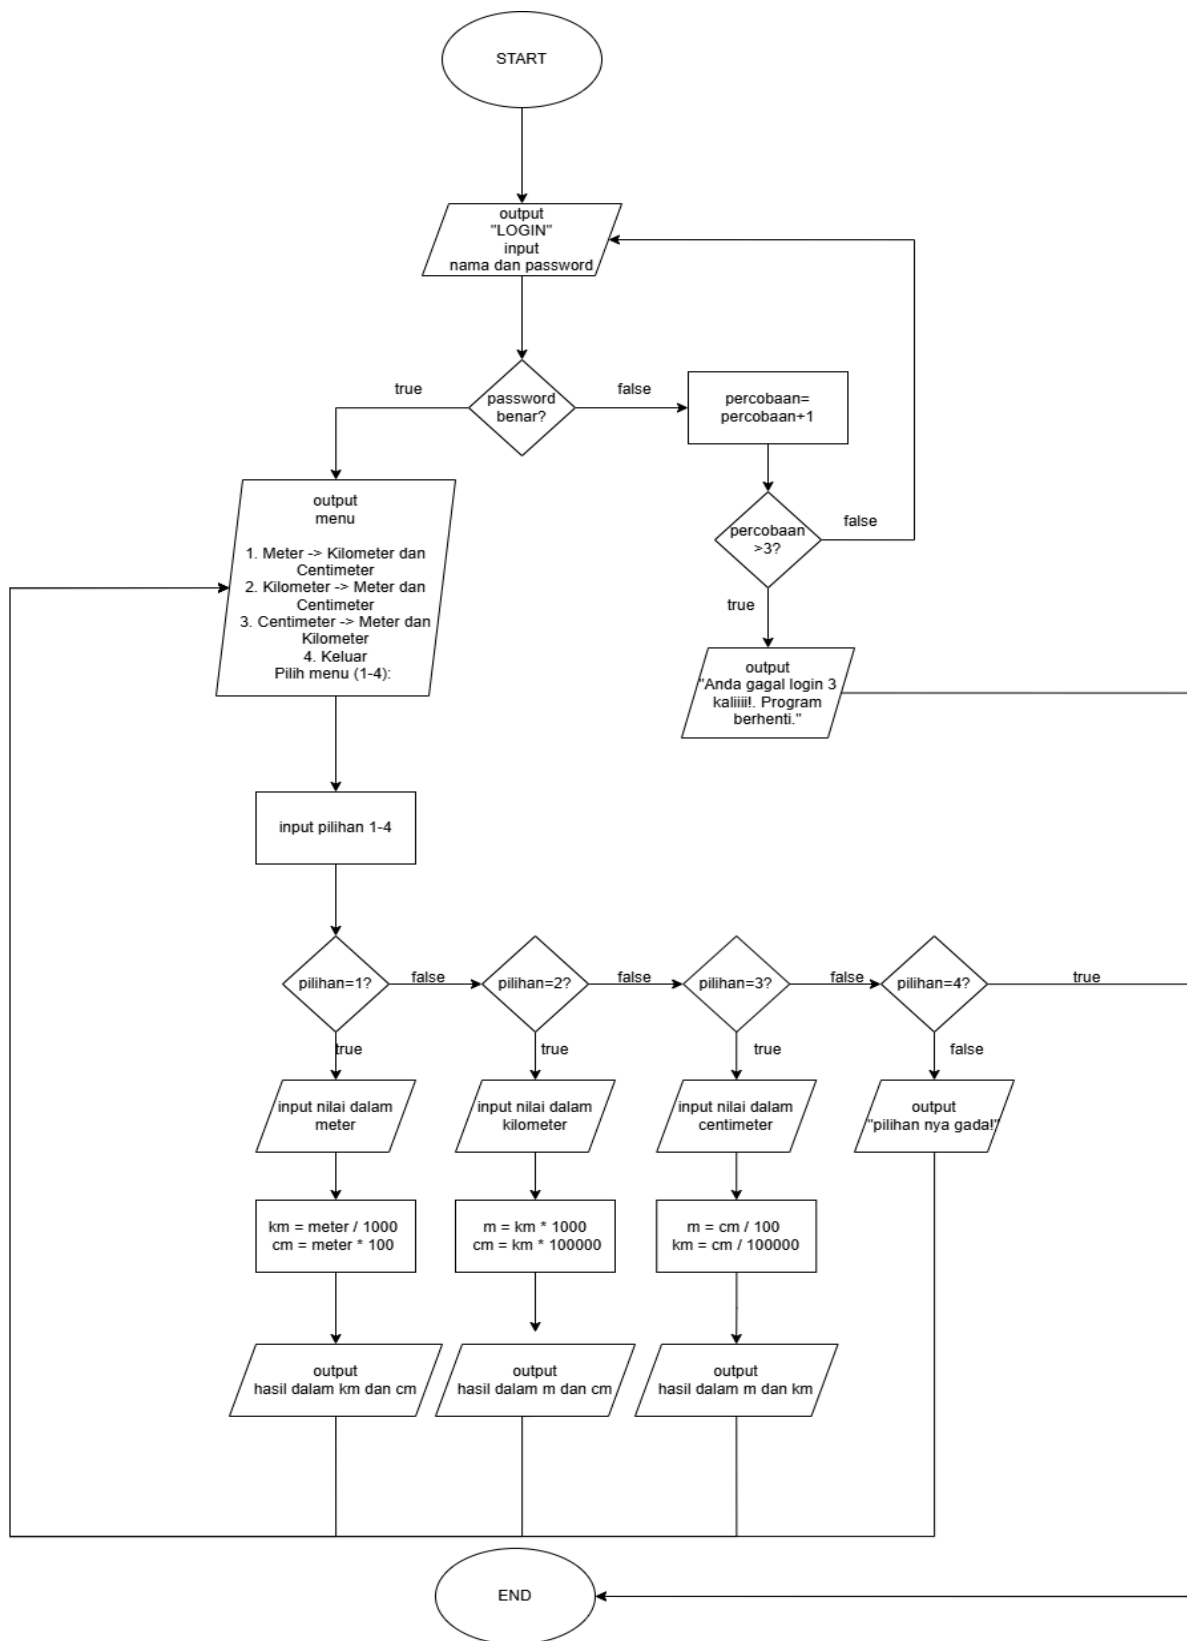 START
output
"LOGIN"
input
nama dan password
password
benar?
true
false
percobaan=
percobaan+1
percobaan
>3?
false
true
output
"Anda gagal login 3
kaliiii!. Program
berhenti."
output
menu
1. Meter -> Kilometer dan
Centimeter
2. Kilometer -> Meter dan
Centimeter
3. Centimeter -> Meter dan
Kilometer
4. Keluar
Pilih menu (1-4):
input pilihan 1-4
pilihan=1?
false
pilihan=2?
false
pilihan=3?
false
pilihan=4?
true
true
true
true
false
input nilai dalam
meter
input nilai dalam
kilometer
input nilai dalam
centimeter
output
"pilihan nya gada!"
km = meter / 1000
cm = meter * 100
m = km * 1000
cm = km * 100000
m = cm / 100
km = cm / 100000
output
hasil dalam km dan cm
output
hasil dalam m dan cm
output
hasil dalam m dan km
END